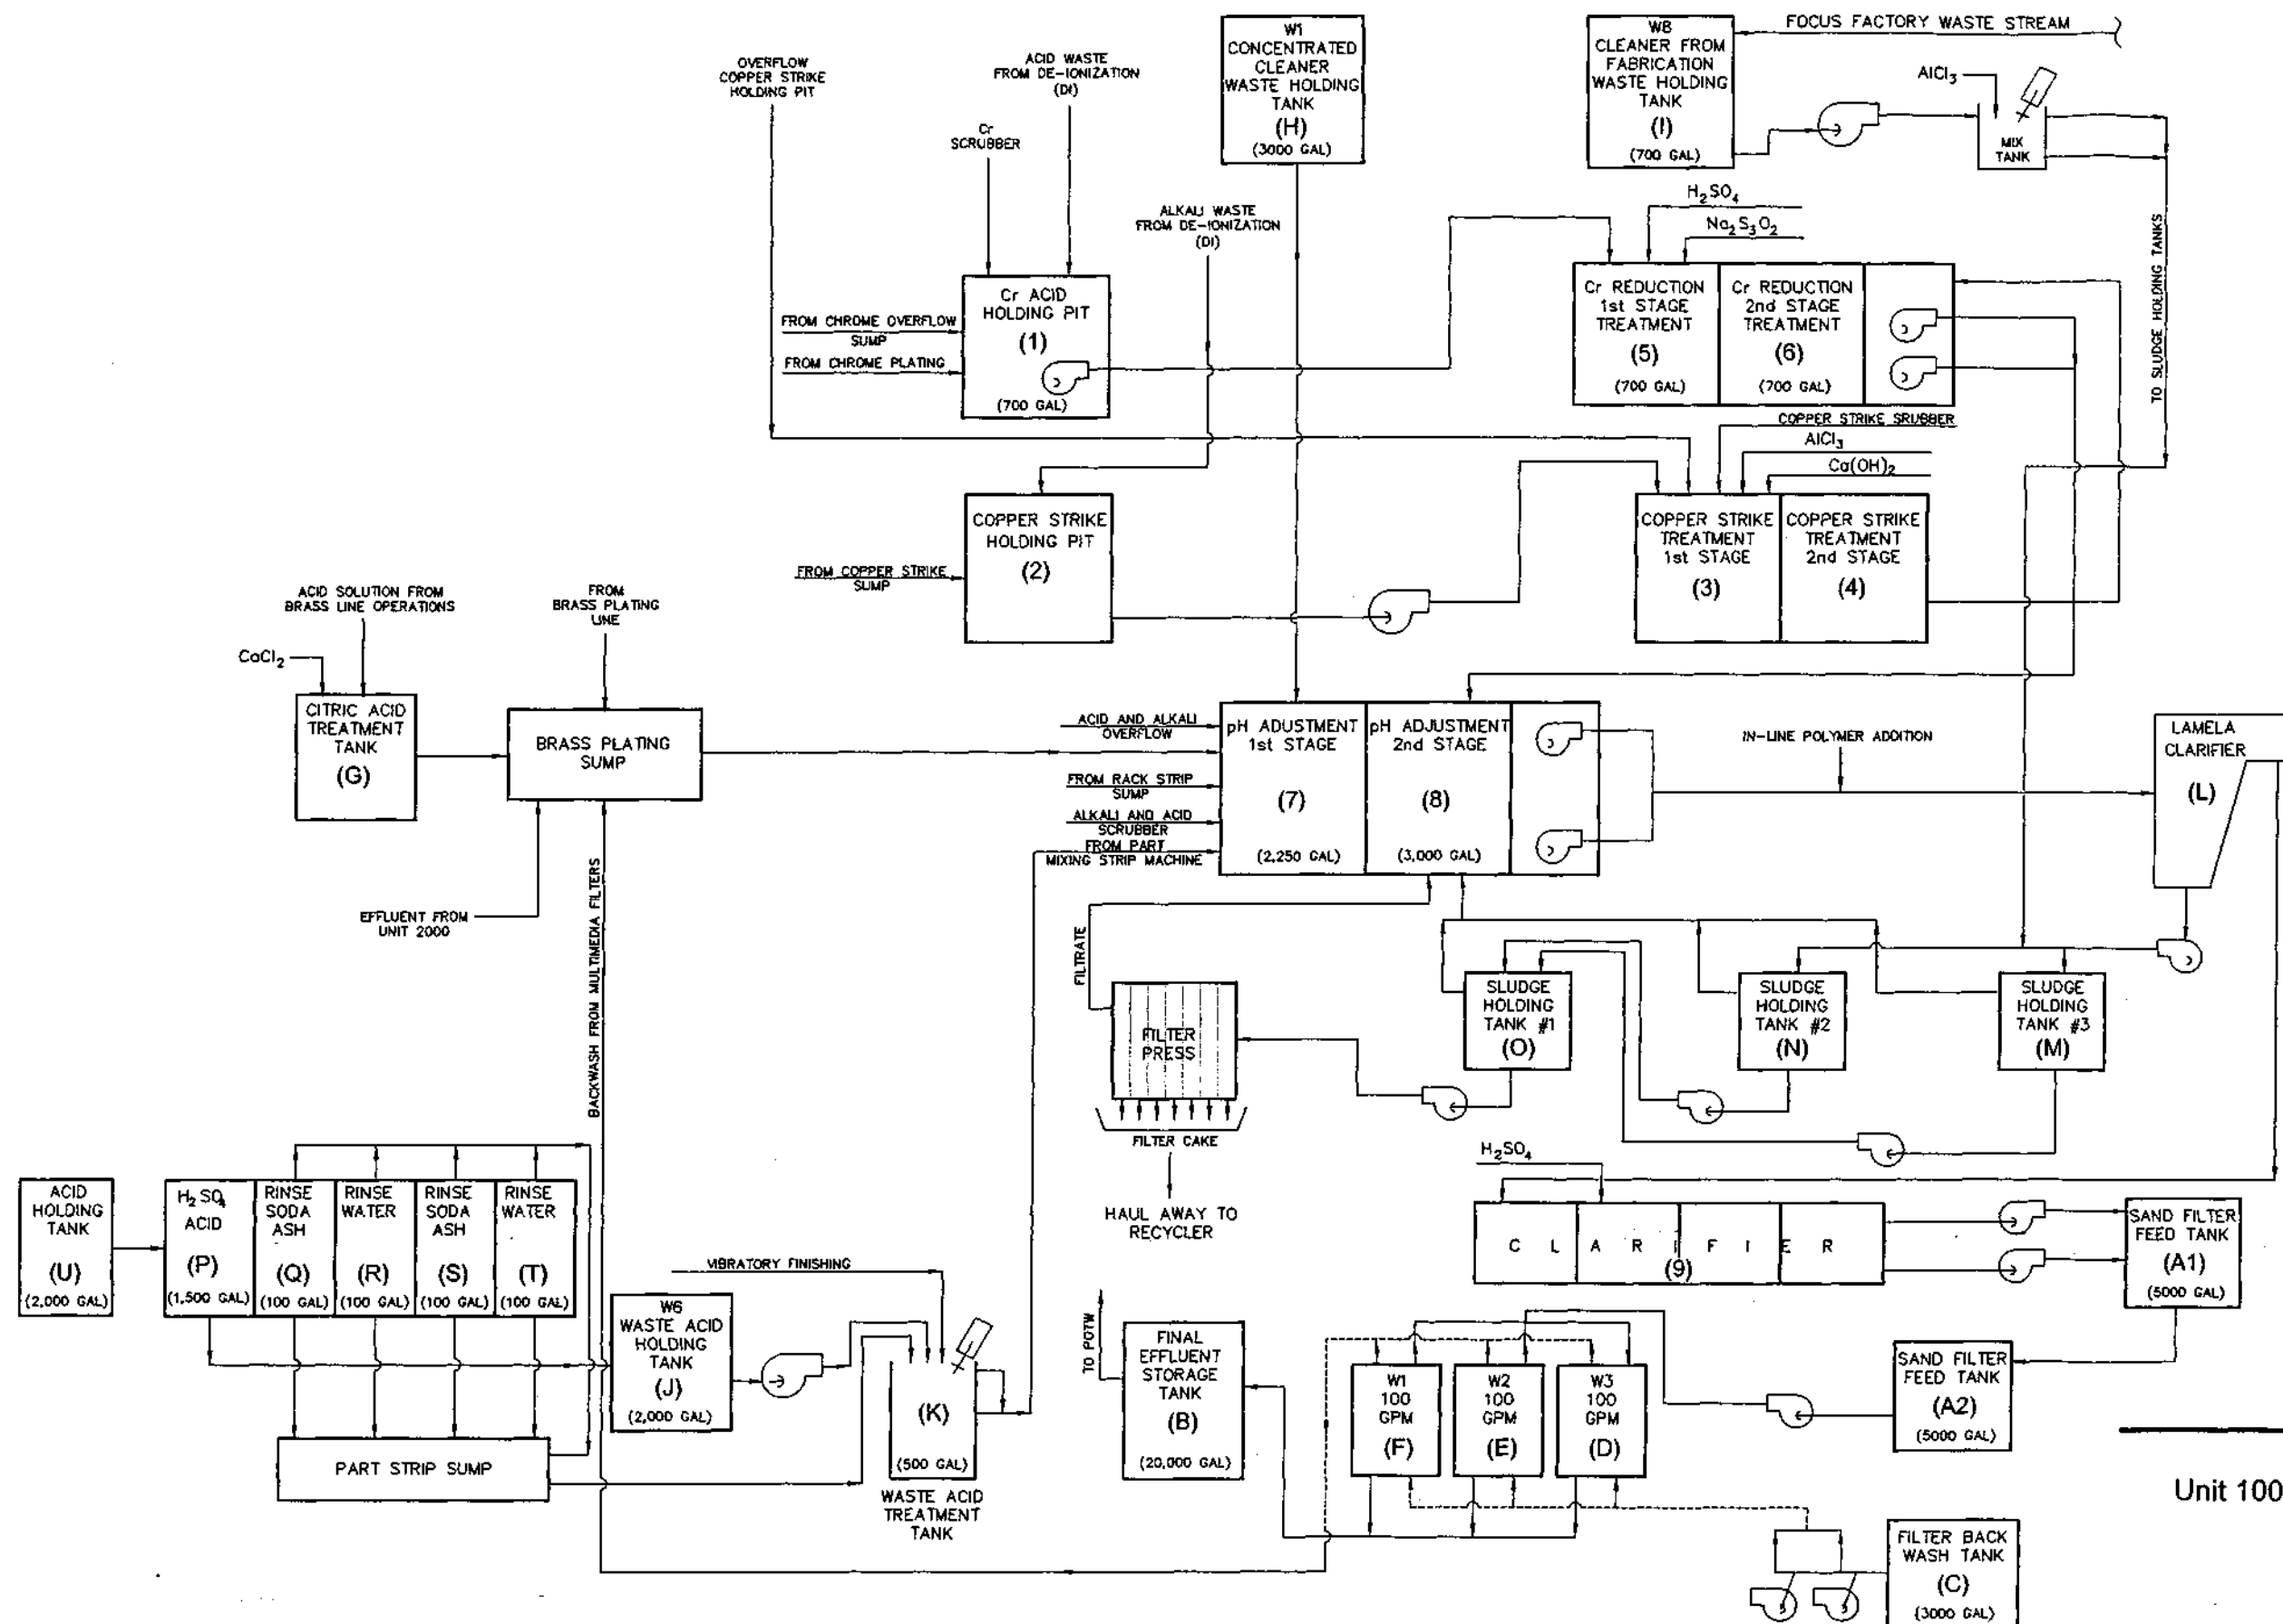 W1
CONCENTRATED
CLEANER
WASTE HOLDING
TANK
(H)
(3000 GAL)
W8
CLEANER FROM
FABRICATION
WASTE HOLDING
TANK
(I)
(700 GAL)
FOCUS FACTORY WASTE STREAM
AlCl3
MIX
TANK
TO SLUDGE HOLDING TANKS
OVERFLOW
COPPER STRIKE
HOLDING PIT
ACID WASTE
FROM DE-IONIZATION
(DI)
Cr
SCRUBBER
ALKALI WASTE
FROM DE-IONIZATION
(DI)
Cr ACID
HOLDING PIT
(1)
(700 GAL)
FROM CHROME OVERFLOW
SUMP
FROM CHROME PLATING
H2SO4
Na2S3O2
Cr REDUCTION
1st STAGE
TREATMENT
(5)
(700 GAL)
Cr REDUCTION
2nd STAGE
TREATMENT
(6)
(700 GAL)
COPPER STRIKE SRUBBER
AlCl3
Ca(OH)2
COPPER STRIKE
HOLDING PIT
(2)
FROM COPPER STRIKE
SUMP
COPPER STRIKE
TREATMENT
1st STAGE
(3)
COPPER STRIKE
TREATMENT
2nd STAGE
(4)
ACID SOLUTION FROM
BRASS LINE OPERATIONS
FROM
BRASS PLATING
LINE
CaCl2
CITRIC ACID
TREATMENT
TANK
(G)
BRASS PLATING
SUMP
EFFLUENT FROM
UNIT 2000
BACKWASH FROM MULTIMEDIA FILTERS
ACID AND ALKALI
OVERFLOW
FROM RACK STRIP
SUMP
ALKALI AND ACID
SCRUBBER
FROM PART
MIXING STRIP MACHINE
pH ADUSTMENT
1st STAGE
(7)
(2,250 GAL)
pH ADJUSTMENT
2nd STAGE
(8)
(3,000 GAL)
IN-LINE POLYMER ADDITION
LAMELA
CLARIFIER
(L)
FILTRATE
FILTER
PRESS
FILTER CAKE
HAUL AWAY TO
RECYCLER
SLUDGE
HOLDING
TANK #1
(O)
SLUDGE
HOLDING
TANK #2
(N)
SLUDGE
HOLDING
TANK #3
(M)
H2SO4
CLARIFIER
(9)
SAND FILTER
FEED TANK
(A1)
(5000 GAL)
SAND FILTER
FEED TANK
(A2)
(5000 GAL)
ACID
HOLDING
TANK
(U)
(2,000 GAL)
H2SO4
ACID
(P)
(1,500 GAL)
RINSE
SODA
ASH
(Q)
(100 GAL)
RINSE
WATER
(R)
(100 GAL)
RINSE
SODA
ASH
(S)
(100 GAL)
RINSE
WATER
(T)
(100 GAL)
PART STRIP SUMP
VIBRATORY FINISHING
W6
WASTE ACID
HOLDING
TANK
(J)
(2,000 GAL)
(K)
(500 GAL)
WASTE ACID
TREATMENT
TANK
TO POTW
FINAL
EFFLUENT
STORAGE
TANK
(B)
(20,000 GAL)
W1
100
GPM
(F)
W2
100
GPM
(E)
W3
100
GPM
(D)
FILTER BACK
WASH TANK
(C)
(3000 GAL)
Unit 100